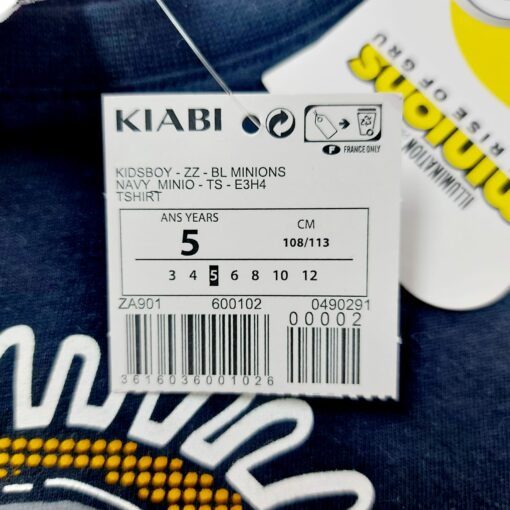 KIABI
FRANCE ONLY
F
KIDSBOY - ZZ - BL MINIONS
NAVY_MINIO - TS - E3H4
TSHIRT
ANS YEARS
CM
5
108/113
3 4 5 6 8 10 12
ZA901 600102 0490291
00002
3616036001026
ILLUMINATION
minions
RISE OF GRU